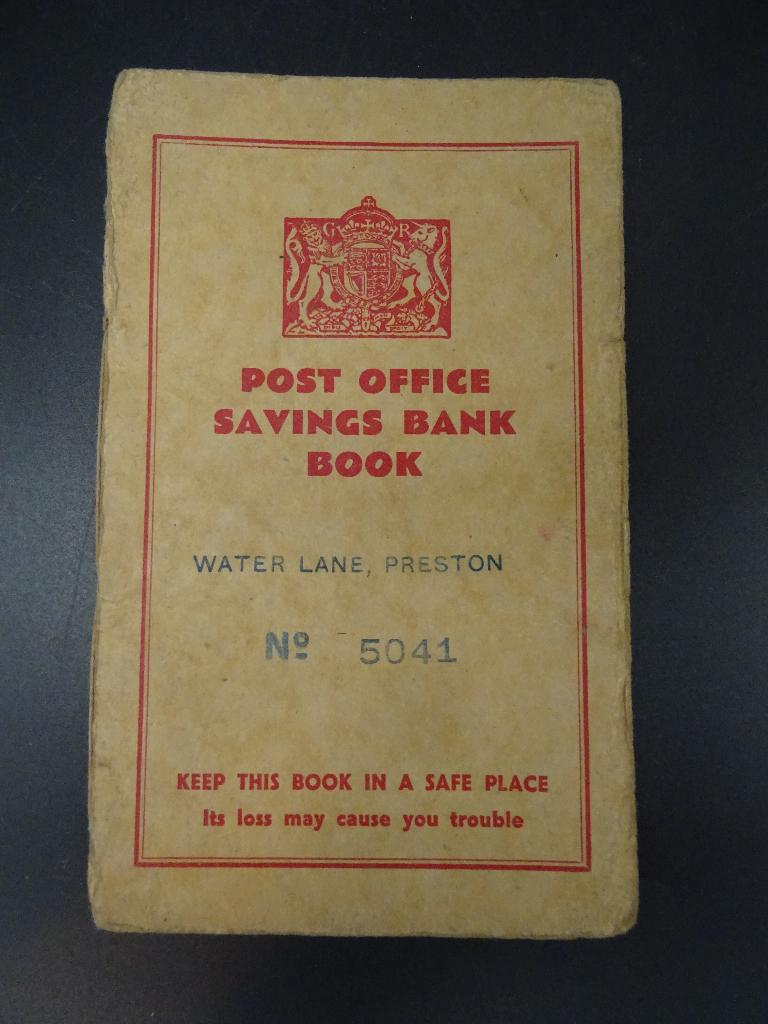 G R
POST OFFICE
SAVINGS BANK
BOOK
WATER LANE, PRESTON
Nº 5041
KEEP THIS BOOK IN A SAFE PLACE
Its loss may cause you trouble